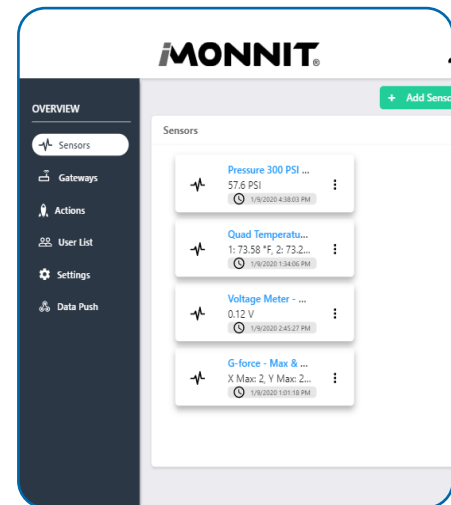 iMONNIT®
+ Add Senso
OVERVIEW
Sensors
Gateways
Actions
User List
Settings
Data Push
Sensors
Pressure 300 PSI ...
57.6 PSI
1/9/2020 4:38:03 PM
Quad Temperatu...
1: 73.58 °F, 2: 73.2...
1/9/2020 1:34:06 PM
Voltage Meter - ...
0.12 V
1/9/2020 2:45:27 PM
G-force - Max & ...
X Max: 2, Y Max: 2...
1/9/2020 1:01:18 PM